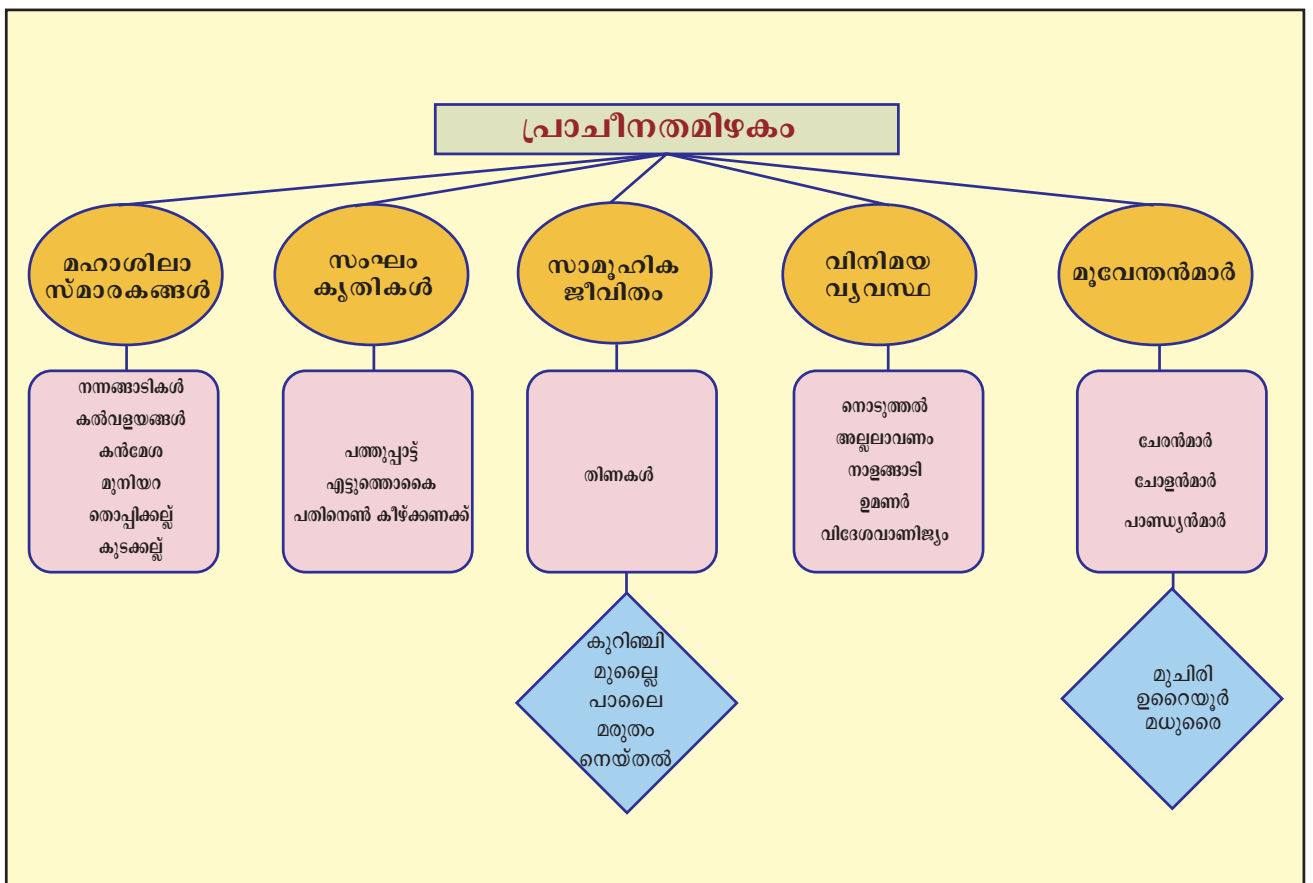 പ്രാചീനതമിഴകം
മഹാശിലാ
സ്മാരകങ്ങൾ
നന്നങ്ങാടികൾ
കൽവളയങ്ങൾ
കൻമേശ
മുനിയറ
തൊപ്പിക്കല്ല്
കുടക്കല്ല്
സംഘം
കൃതികൾ
പത്തുപ്പാട്ട്
എട്ടുത്തൊകൈ
പതിനെൺ കീഴ്ക്കണക്ക്
സാമൂഹിക
ജീവിതം
തിണകൾ
കുറിഞ്ചി
മുല്ലൈ
പാലൈ
മരുതം
നെയ്തൽ
വിനിമയ
വ്യവസ്ഥ
നൊടുത്തൽ
അല്ലലാവണം
നാളങ്ങാടി
ഉമണർ
വിദേശവാണിജ്യം
മൂവേന്തൻമാർ
ചേരൻമാർ
ചോളൻമാർ
പാണ്ഡ്യൻമാർ
മുചിരി
ഉറൈയൂർ
മധുരൈ